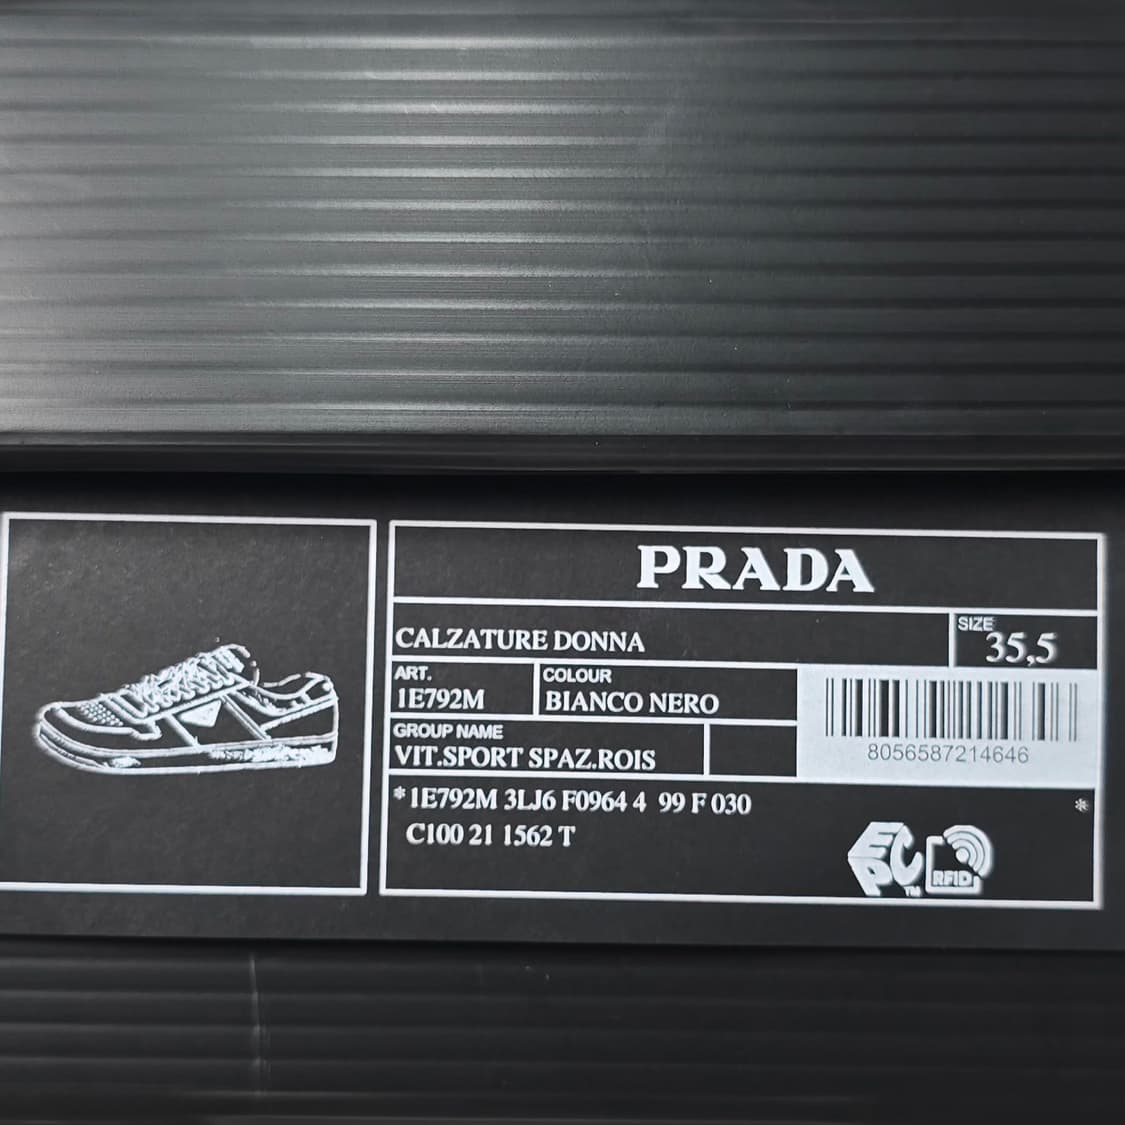 PRADA
CALZATURE DONNA
SIZE
35,5
ART.
1E792M
COLOUR
BIANCO NERO
GROUP NAME
VIT.SPORT SPAZ.ROIS
8056587214646
*1E792M 3LJ6 F0964 4 99 F 030 *
C100 21 1562 T
EPC TM
RFID